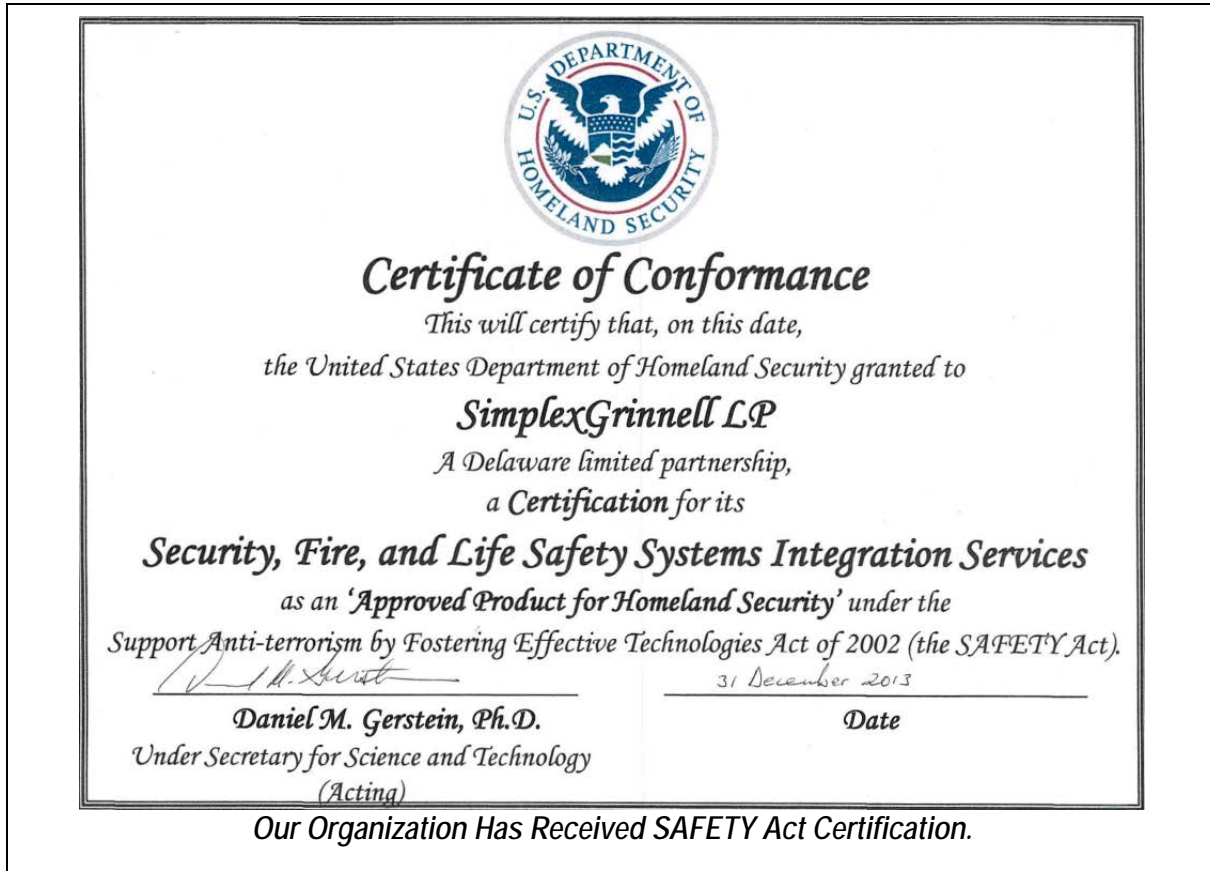 U.S. DEPARTMENT OF
HOMELAND SECURITY
Certificate of Conformance
This will certify that, on this date,
the United States Department of Homeland Security granted to
SimplexGrinnell LP
A Delaware limited partnership,
a Certification for its
Security, Fire, and Life Safety Systems Integration Services
as an 'Approved Product for Homeland Security' under the
Support Anti-terrorism by Fostering Effective Technologies Act of 2002 (the SAFETY Act).
31 December 2013
Daniel M. Gerstein, Ph.D.
Date
Under Secretary for Science and Technology
(Acting)
Our Organization Has Received SAFETY Act Certification.